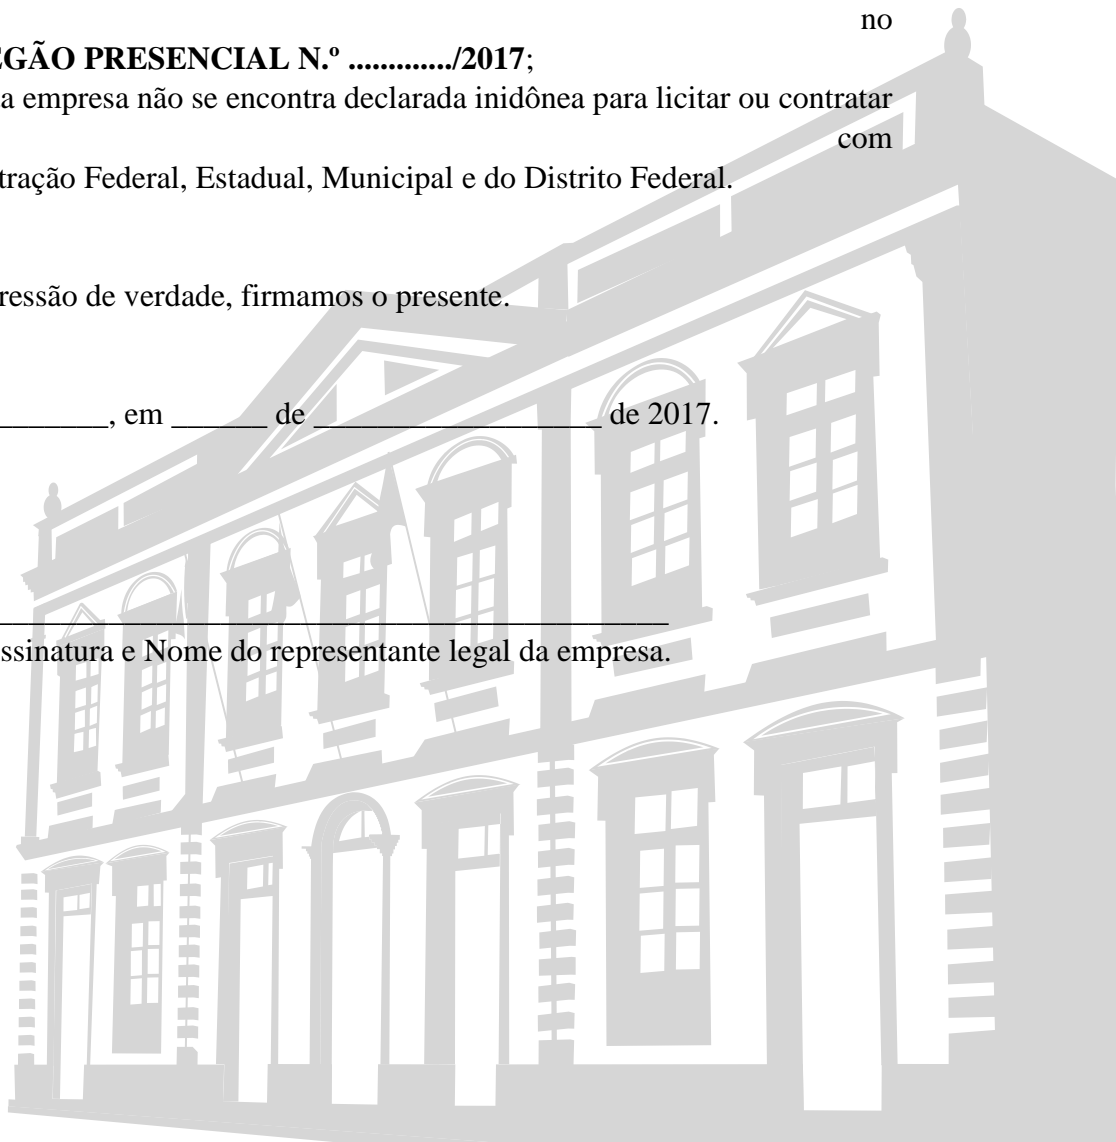 no
EGÃO PRESENCIAL N.º ............./2017;
a empresa não se encontra declarada inidônea para licitar ou contratar
com
tração Federal, Estadual, Municipal e do Distrito Federal.
ressão de verdade, firmamos o presente.
_______, em ______ de __________________ de 2017.
__________________________________________
ssinatura e Nome do representante legal da empresa.